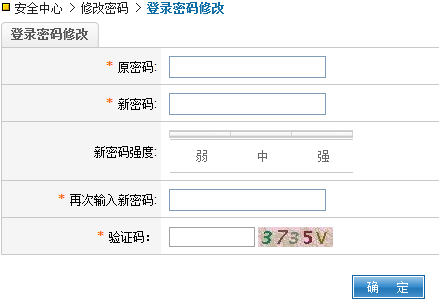 安全中心 > 修改密码 > 登录密码修改
登录密码修改
* 原密码:
* 新密码:
新密码强度:
弱 中 强
* 再次输入新密码:
* 验证码: 3735V
确 定